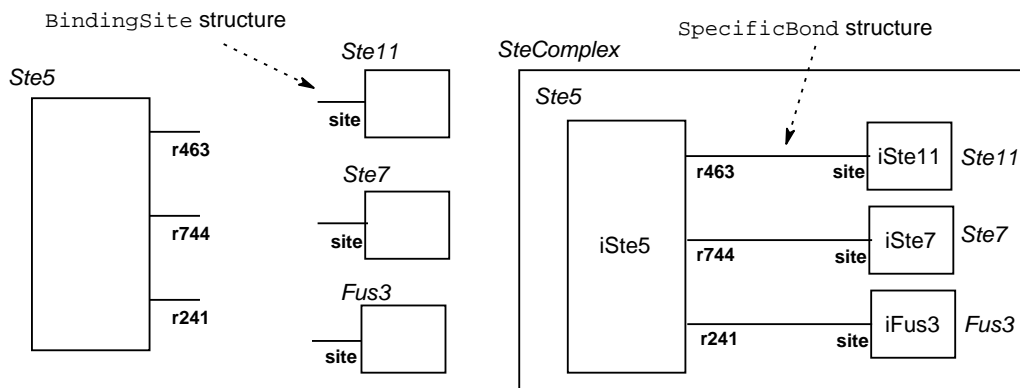 BindingSite structure
Ste5
r463
r744
r241
Ste11
site
Ste7
site
Fus3
site
SpecificBond structure
SteComplex
Ste5
iSte5
r463
site
iSte11
Ste11
r744
site
iSte7
Ste7
r241
site
iFus3
Fus3